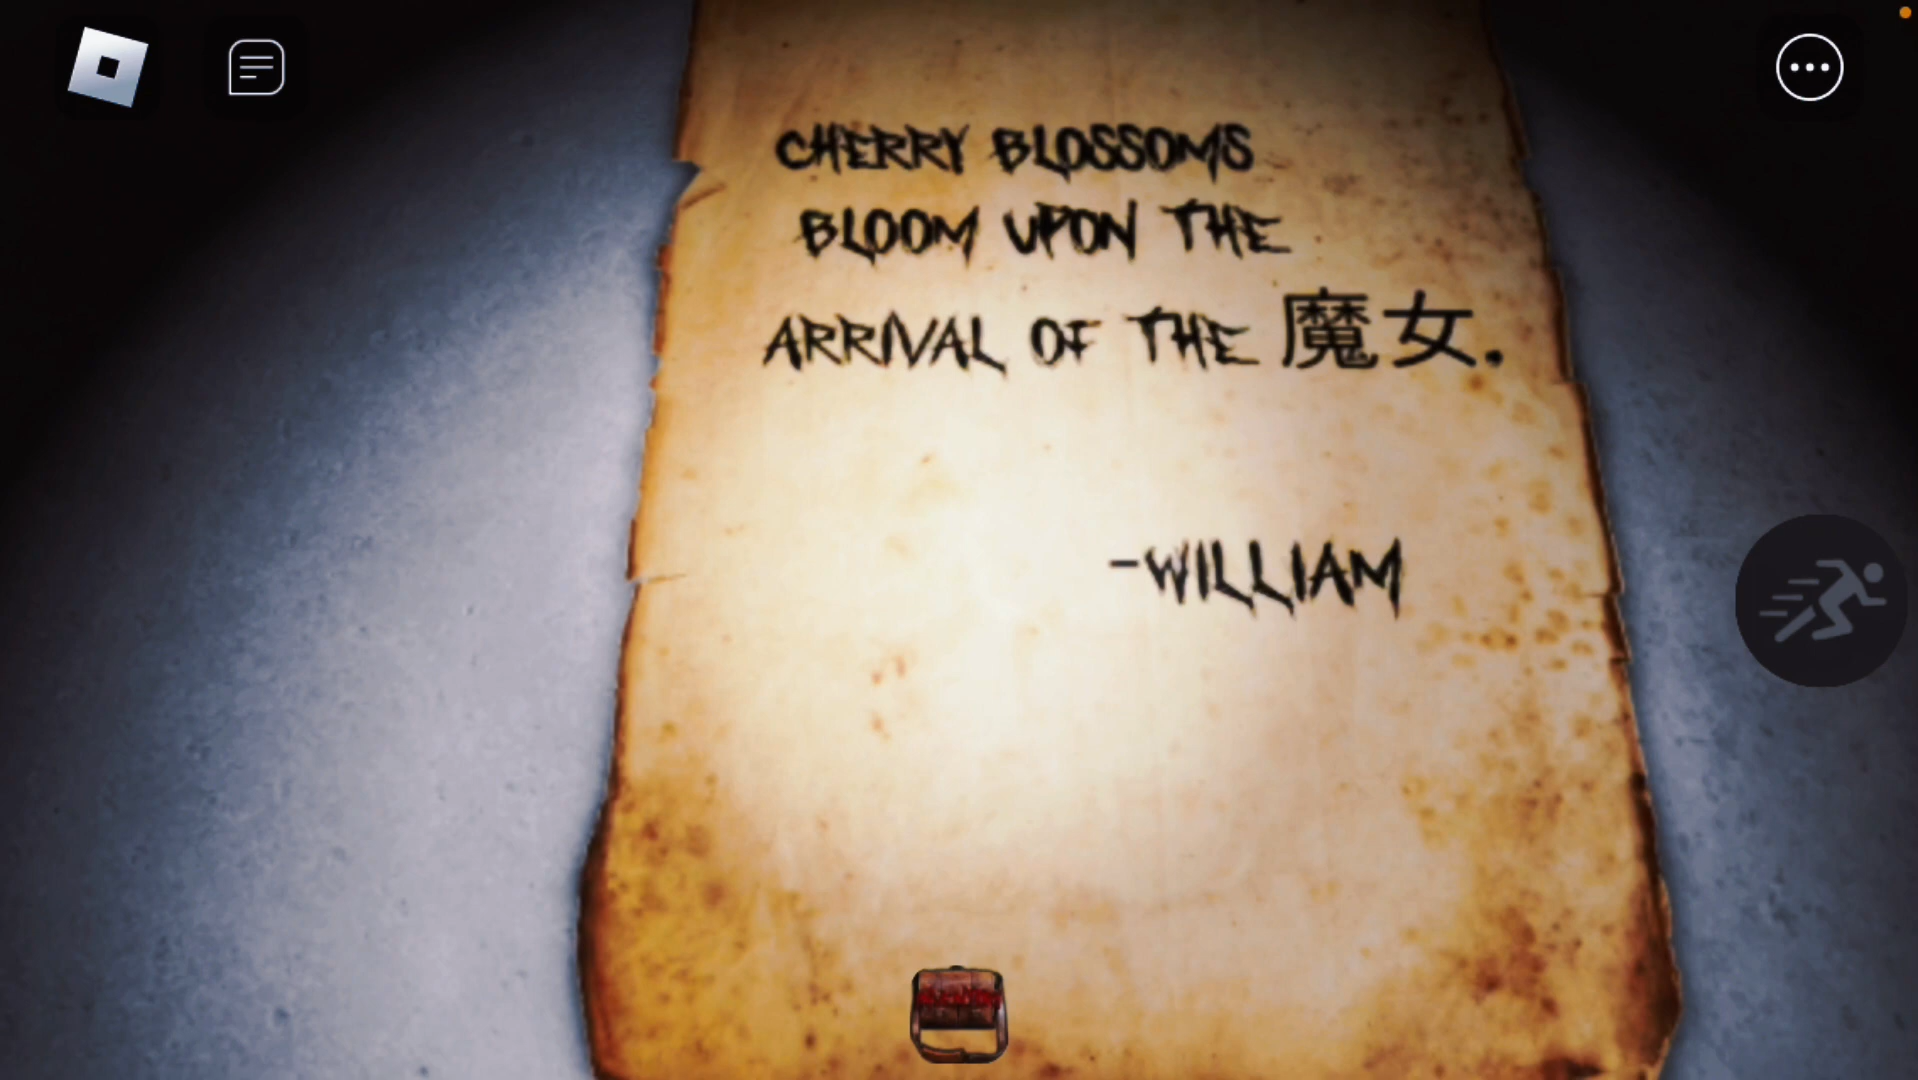 CHERRY BLOSSOMS
BLOOM UPON THE
ARRIVAL OF THE 魔女.
-WILLIAM